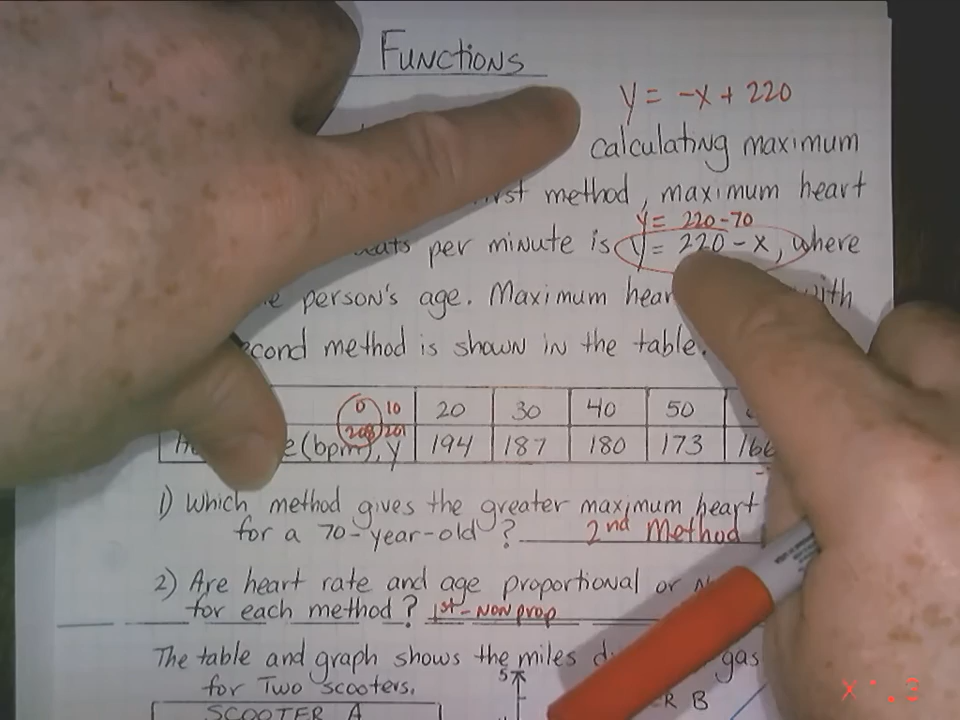 Functions
y = -x + 220
calculating maximum
method, maximum heart
y = 220-70
per minute is y = 220 - x, where
person's age. Maximum with
method is shown in the table.
0 10 20 30 40 50
208 201
(bpm), y 194 187 180 173 166
1) Which method gives the greater maximum heart
for a 70-year-old? 2nd Method
2) Are heart rate and age proportional or
for each method? 1st - Non prop
The table and graph shows the miles gas
for Two scooters.
5
SCOOTER A
B